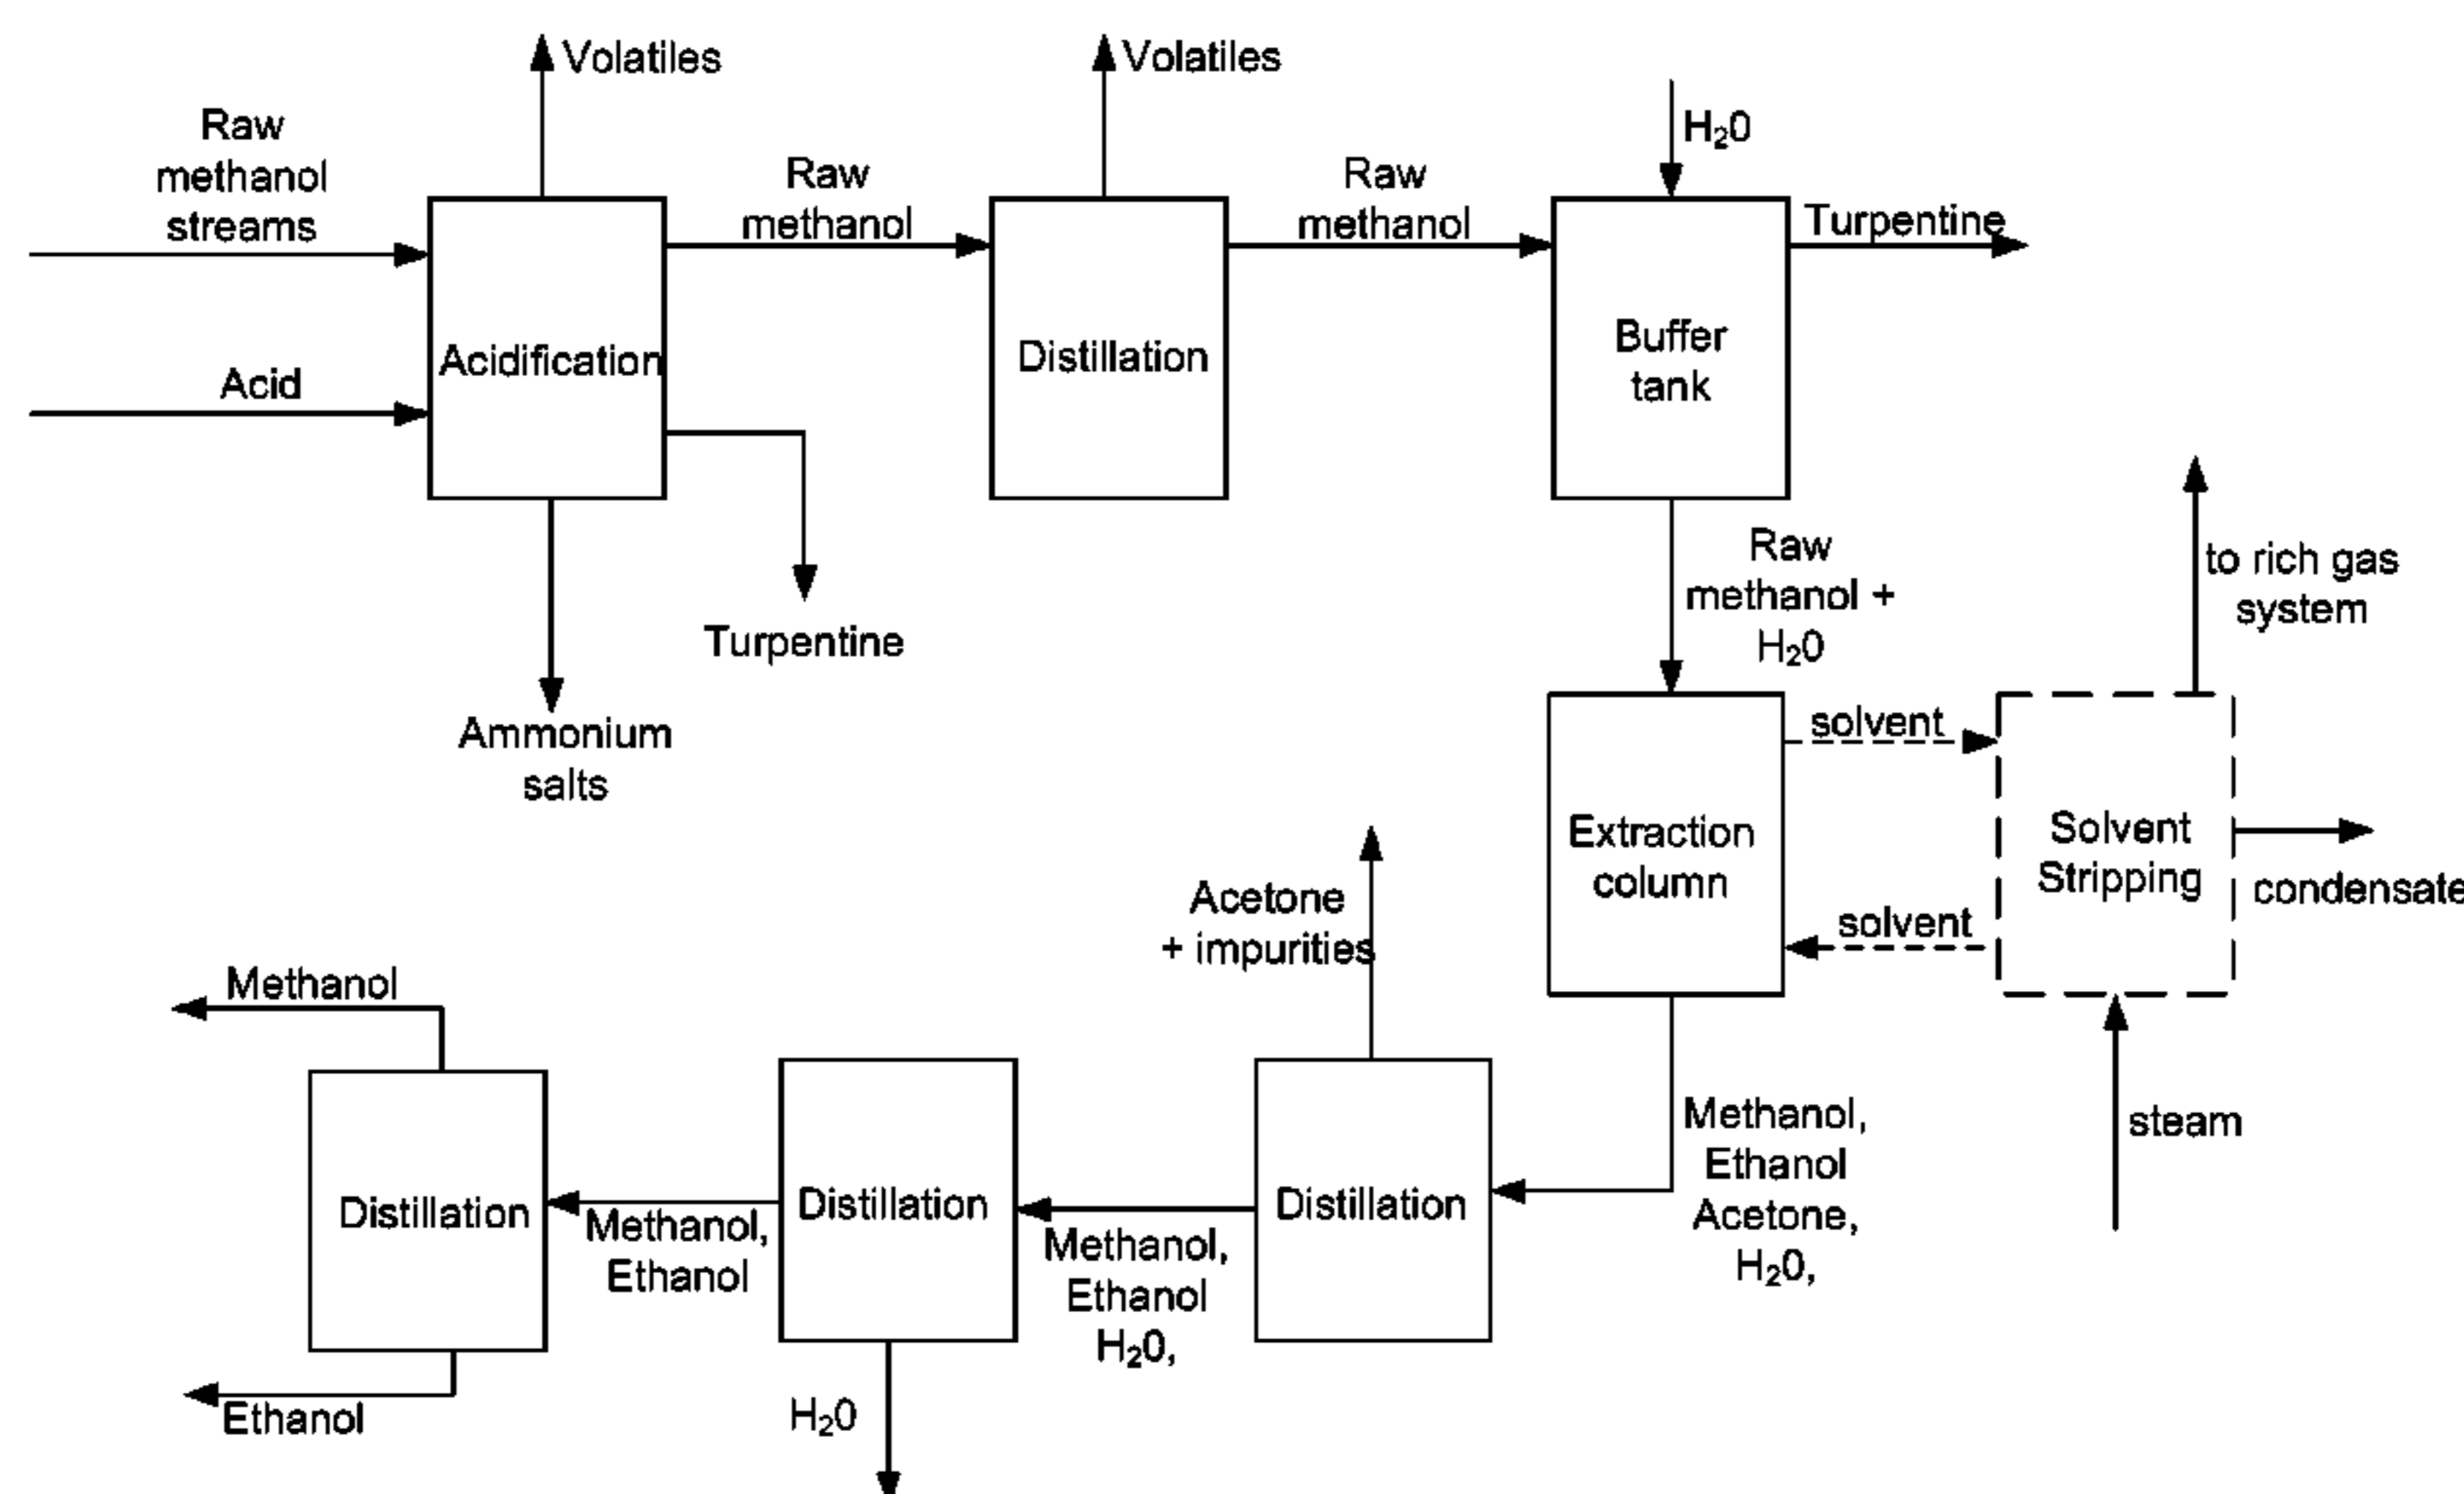 Volatiles
Volatiles
Raw
methanol
streams
Raw
methanol
Raw
methanol
H₂0
Turpentine
Acid
Acidification
Distillation
Buffer
tank
Turpentine
Ammonium
salts
Raw
methanol +
H₂0
to rich gas
system
solvent
Extraction
column
Solvent
Stripping
condensate
solvent
steam
Acetone
+ impurities
Methanol,
Ethanol
Acetone,
H₂0,
Distillation
Methanol,
Ethanol
H₂0,
Distillation
H₂0
Methanol,
Ethanol
Distillation
Methanol
Ethanol